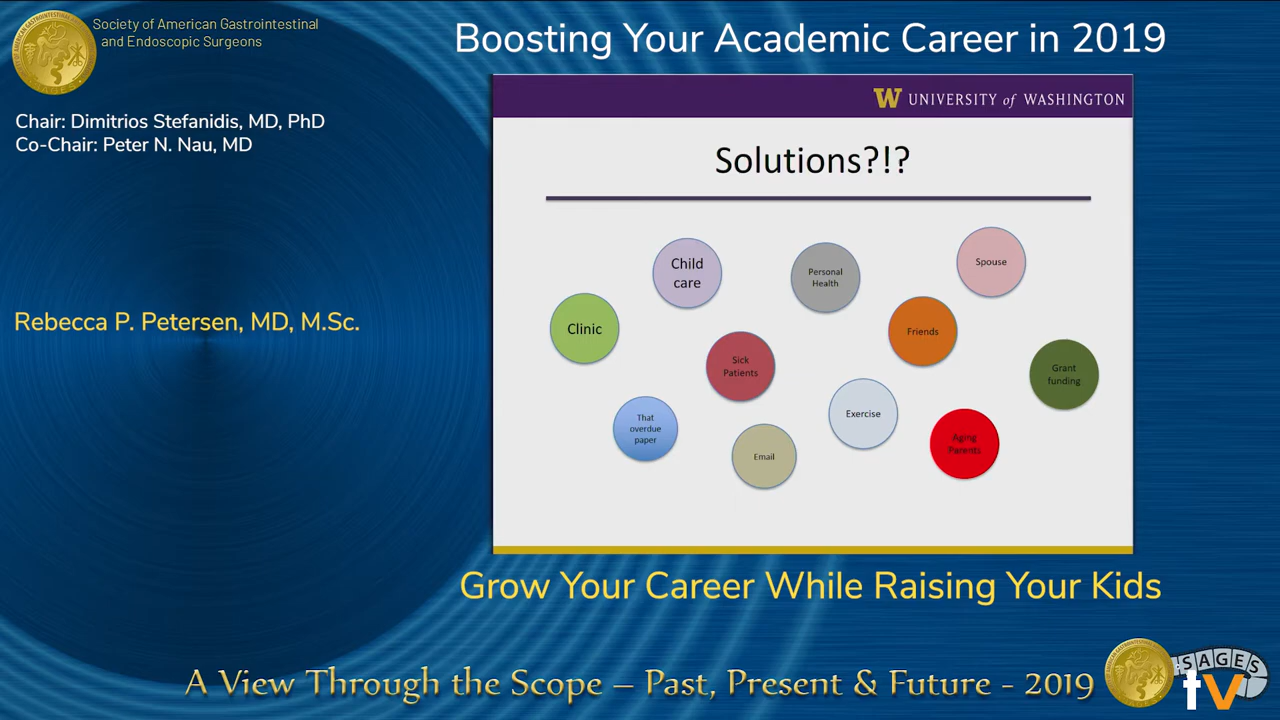 Society of American Gastrointestinal
and Endoscopic Surgeons
Boosting Your Academic Career in 2019
Chair: Dimitrios Stefanidis, MD, PhD
Co-Chair: Peter N. Nau, MD
W UNIVERSITY of WASHINGTON
Solutions?!?
Child
care
Personal
Health
Spouse
Clinic
Friends
Sick
Patients
Grant
funding
That
overdue
paper
Exercise
Email
Aging
Parents
Rebecca P. Petersen, MD, M.Sc.
Grow Your Career While Raising Your Kids
A View Through the Scope – Past, Present & Future - 2019
SAGES
tv